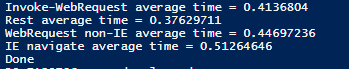 Invoke-WebRequest average time = 0.4136804
Rest average time = 0.37629711
WebRequest non-IE average time = 0.44697236
IE navigate average time = 0.51264646
Done